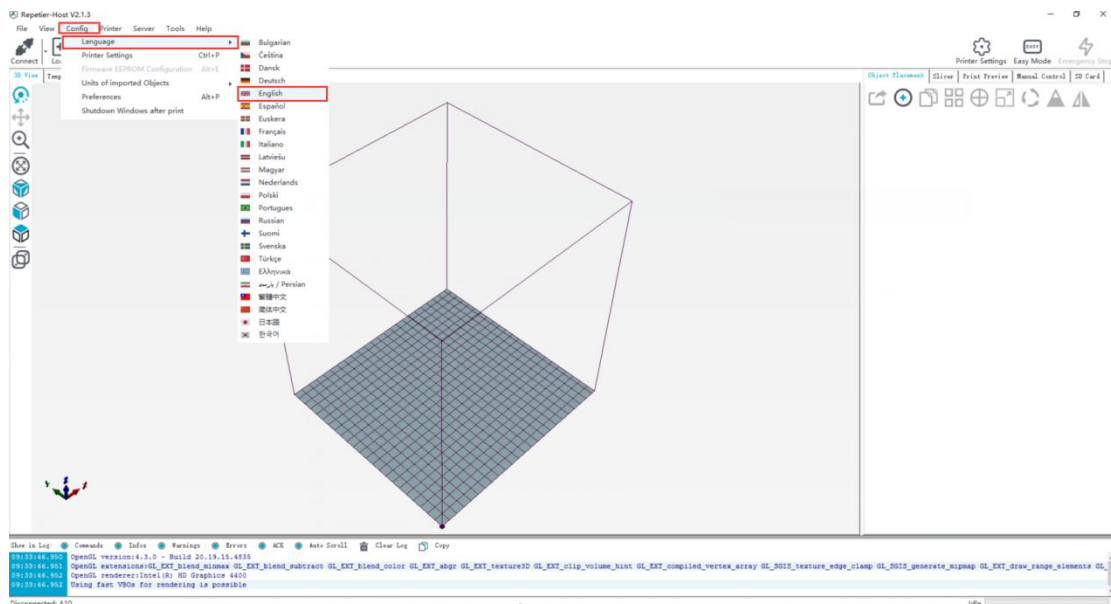 Repetier-Host V2.1.3
File View Config Printer Server Tools Help
Language
Printer Settings Ctrl+P
Firmware EEPROM Configuration Alt+E
Units of imported Objects
Preferences Alt+P
Shutdown Windows after print
Bulgarian
Čeština
Dansk
Deutsch
English
Español
Euskera
Français
Italiano
Latviešu
Magyar
Nederlands
Polski
Portugues
Russian
Suomi
Svenska
Türkçe
Ελληνικά
/ Persian
繁體中文
简体中文
日本語
한국어
Connect
Printer Settings Easy Mode Emergency Stop
EASY
3D View
Object Placement Slicer Print Preview Manual Control SD Card
Show in Log: Commands Infos Warnings Errors ACK Auto Scroll Clear Log Copy
09:33:46.950 OpenGL version:4.3.0 - Build 20.19.15.4835
09:33:46.951 OpenGL extensions:GL_EXT_blend_minmax GL_EXT_blend_subtract GL_EXT_blend_color GL_EXT_abgr GL_EXT_texture3D GL_EXT_clip_volume_hint GL_EXT_compiled_vertex_array GL_SGIS_texture_edge_clamp GL_SGIS_generate_mipmap GL_EXT_draw_range_elements GL_
09:33:46.952 OpenGL renderer:Intel(R) HD Graphics 4400
09:33:46.952 Using fast VBOs for rendering is possible
Disconnected: A10
Idle